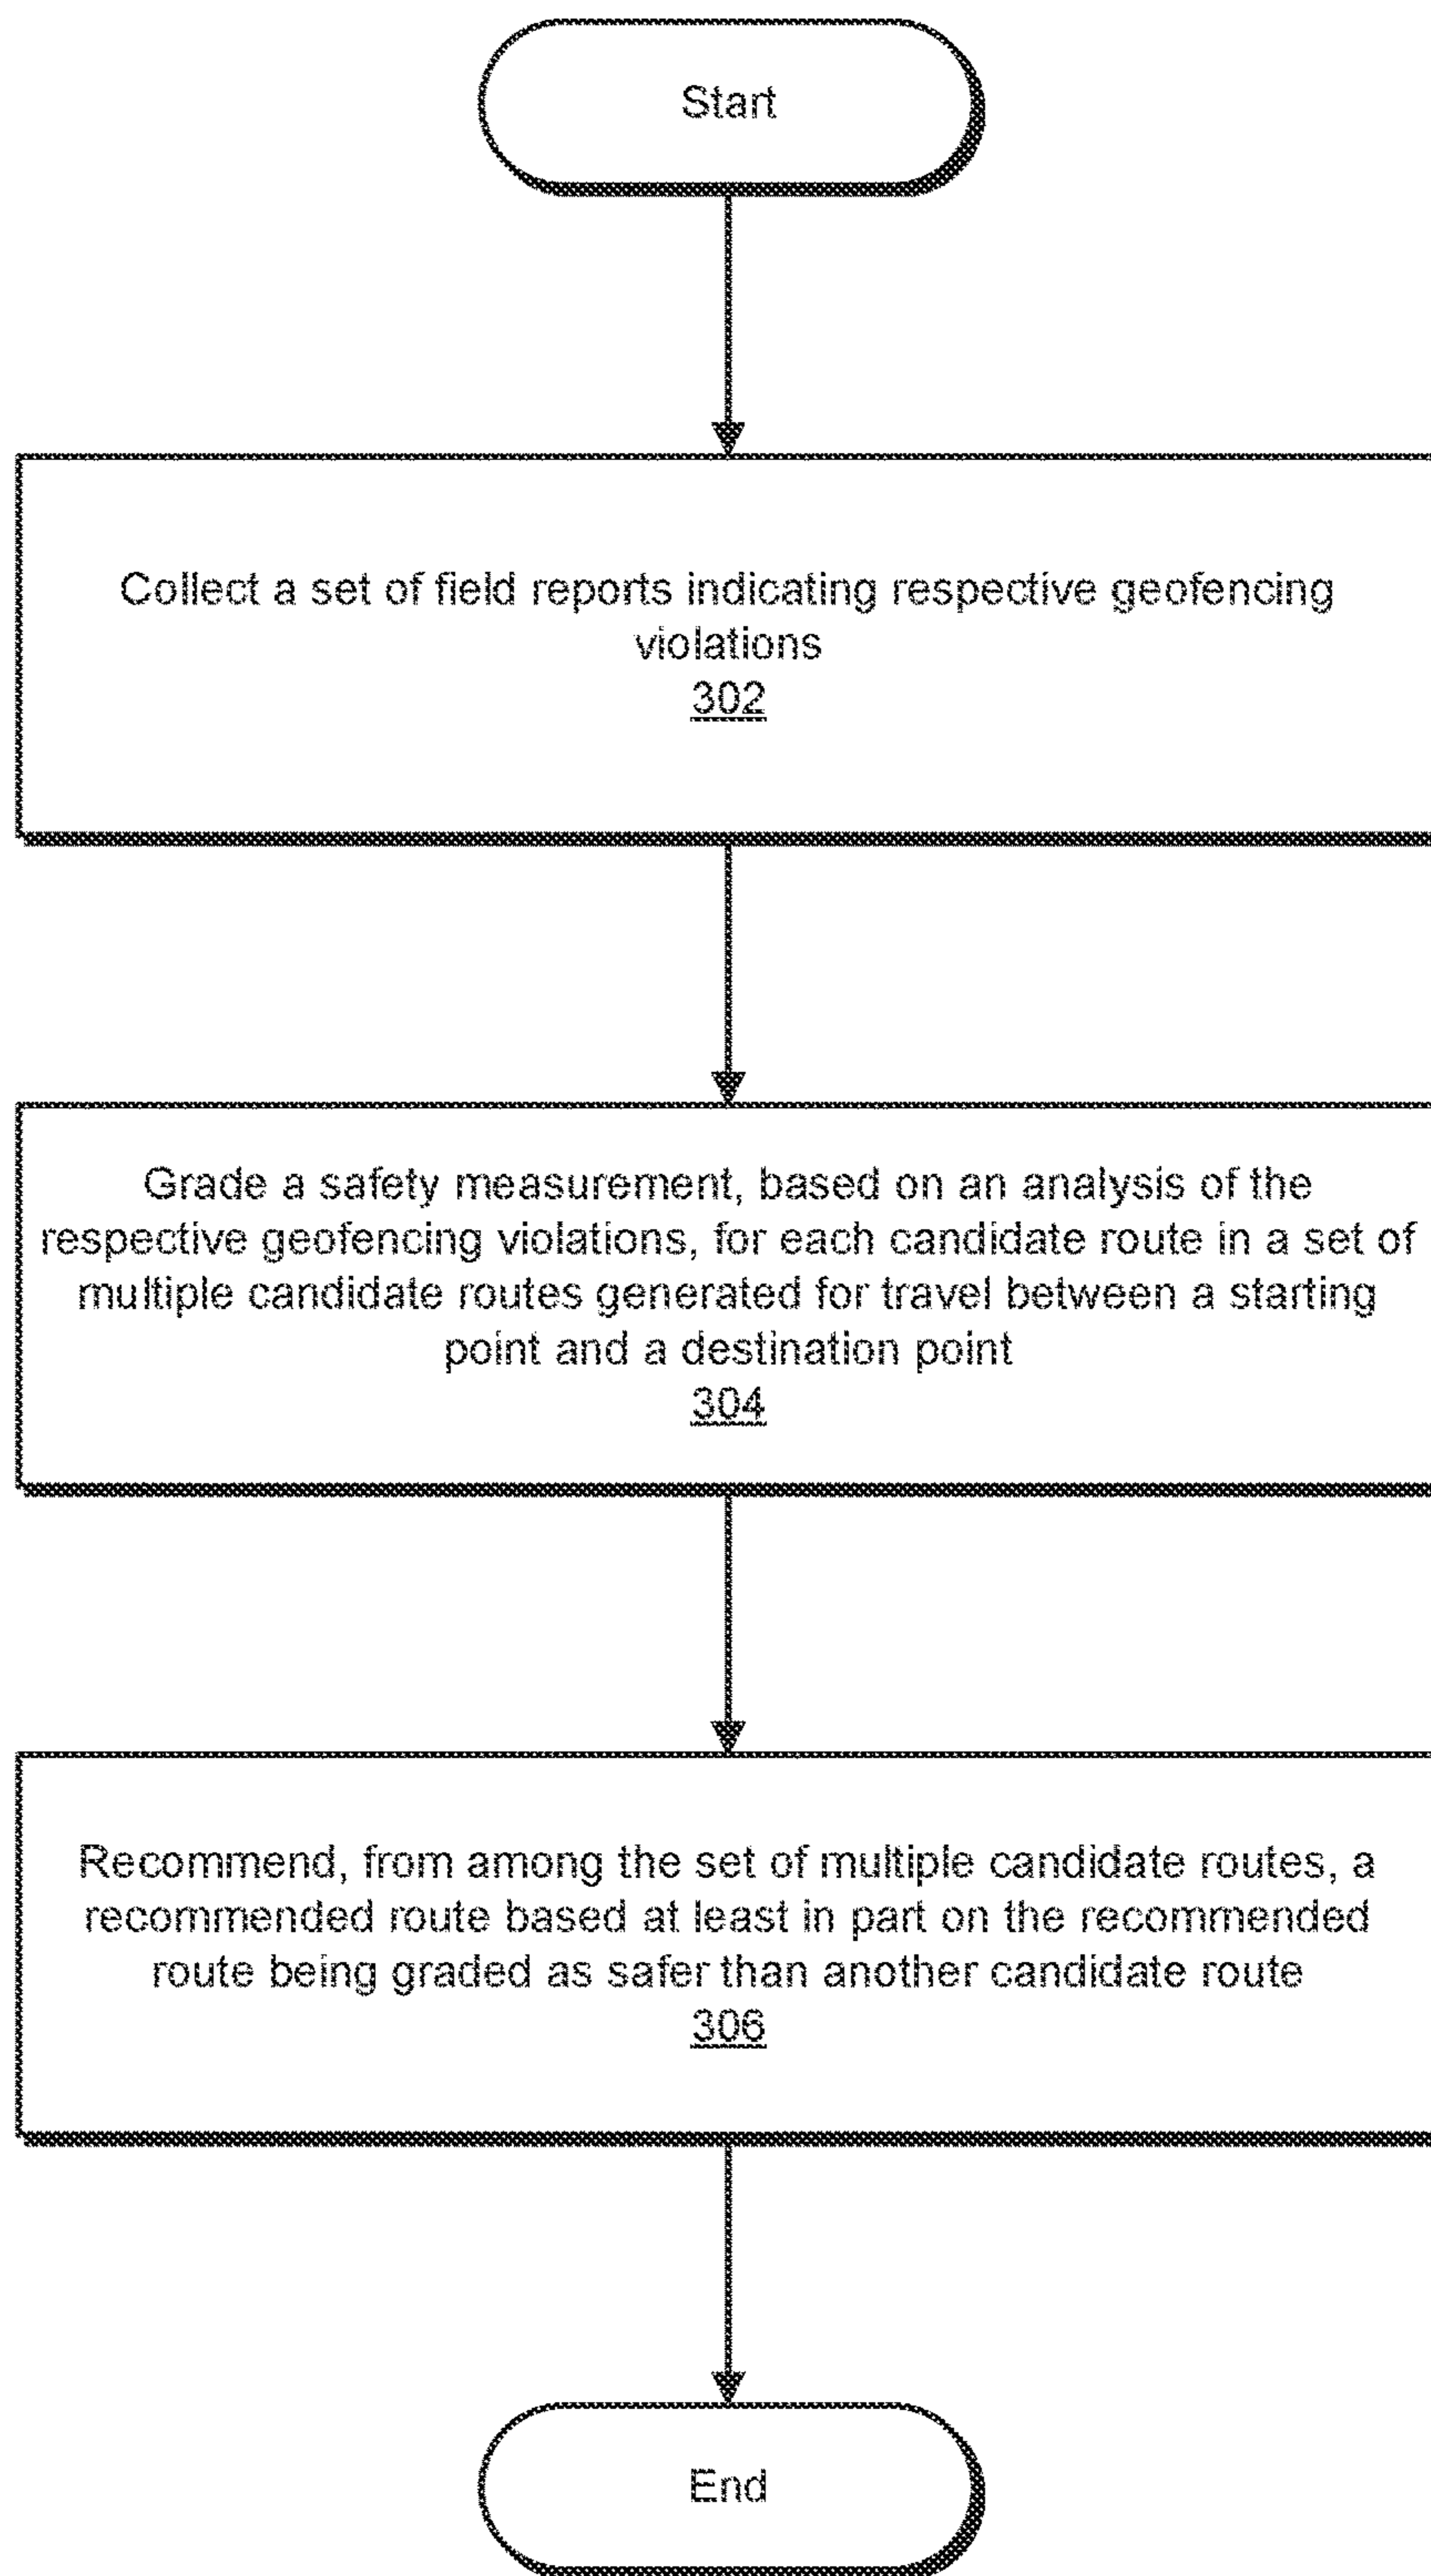 Start
Collect a set of field reports indicating respective geofencing
violations
302
Grade a safety measurement, based on an analysis of the
respective geofencing violations, for each candidate route in a set of
multiple candidate routes generated for travel between a starting
point and a destination point
304
Recommend, from among the set of multiple candidate routes, a
recommended route based at least in part on the recommended
route being graded as safer than another candidate route
306
End